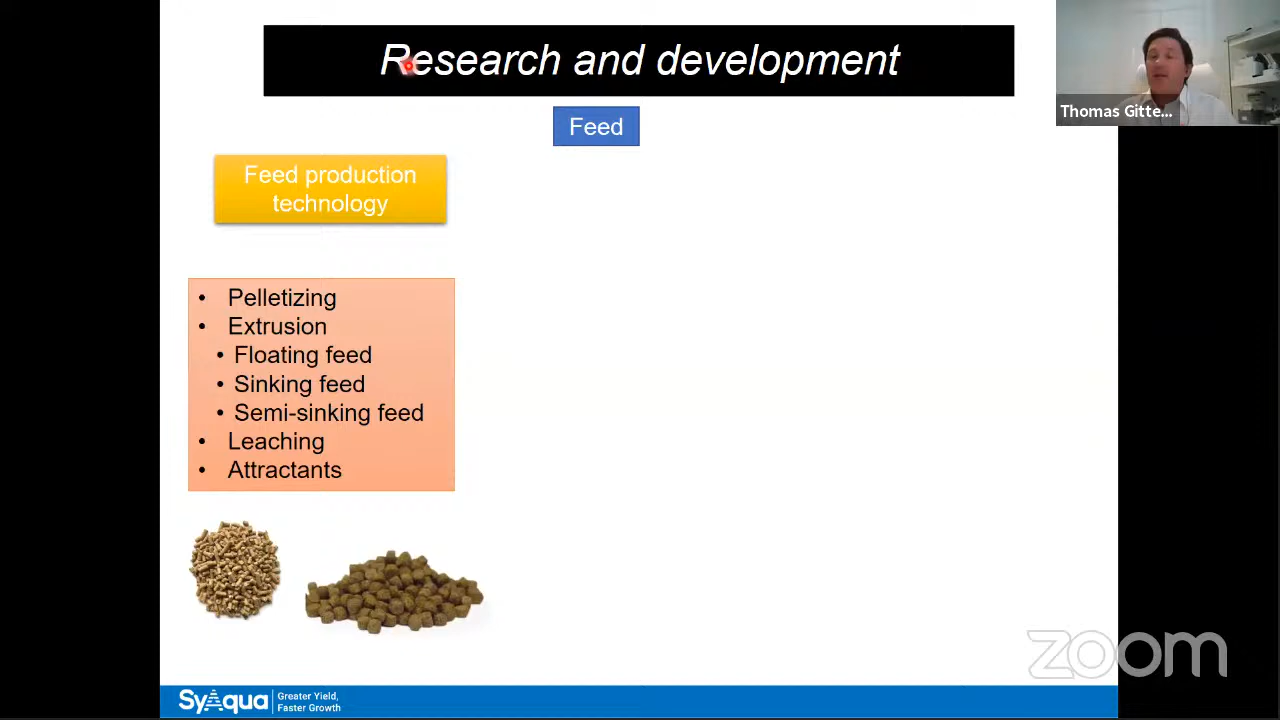 Research and development
Thomas Gitte...
Feed
Feed production
technology
• Pelletizing
• Extrusion
• Floating feed
• Sinking feed
• Semi-sinking feed
• Leaching
• Attractants
zoom
SyAqua
Greater Yield,
Faster Growth